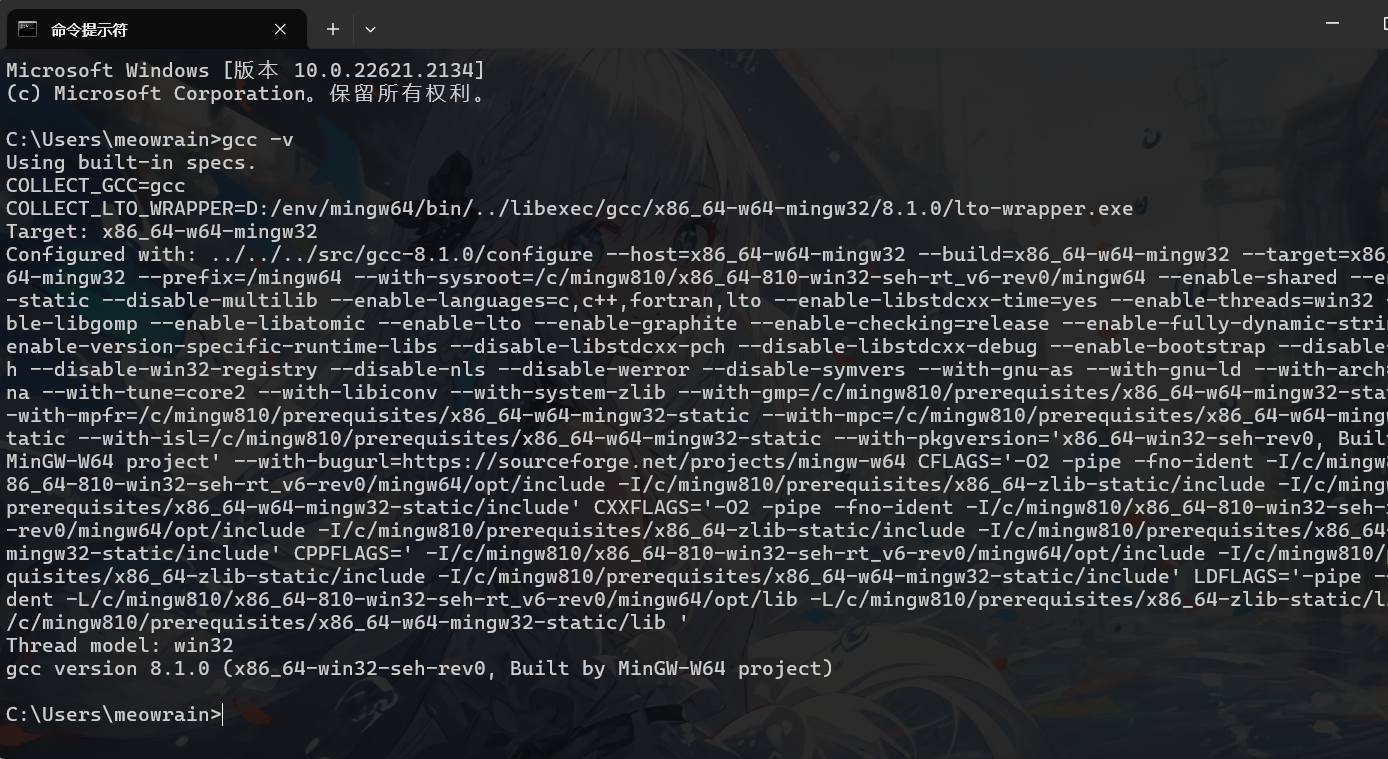 命令提示符
Microsoft Windows [版本 10.0.22621.2134]
(c) Microsoft Corporation。保留所有权利。
C:\Users\meowrain>gcc -v
Using built-in specs.
COLLECT_GCC=gcc
COLLECT_LTO_WRAPPER=D:/env/mingw64/bin/../libexec/gcc/x86_64-w64-mingw32/8.1.0/lto-wrapper.exe
Target: x86_64-w64-mingw32
Configured with: ../../../src/gcc-8.1.0/configure --host=x86_64-w64-mingw32 --build=x86_64-w64-mingw32 --target=x86_
64-mingw32 --prefix=/mingw64 --with-sysroot=/c/mingw810/x86_64-810-win32-seh-rt_v6-rev0/mingw64 --enable-shared --en
-static --disable-multilib --enable-languages=c,c++,fortran,lto --enable-libstdcxx-time=yes --enable-threads=win32 -
ble-libgomp --enable-libatomic --enable-lto --enable-graphite --enable-checking=release --enable-fully-dynamic-stri
enable-version-specific-runtime-libs --disable-libstdcxx-pch --disable-libstdcxx-debug --enable-bootstrap --disable-
h --disable-win32-registry --disable-nls --disable-werror --disable-symvers --with-gnu-as --with-gnu-ld --with-arch=
na --with-tune=core2 --with-libiconv --with-system-zlib --with-gmp=/c/mingw810/prerequisites/x86_64-w64-mingw32-stat
-with-mpfr=/c/mingw810/prerequisites/x86_64-w64-mingw32-static --with-mpc=/c/mingw810/prerequisites/x86_64-w64-mingw
tatic --with-isl=/c/mingw810/prerequisites/x86_64-w64-mingw32-static --with-pkgversion='x86_64-win32-seh-rev0, Buil
MinGW-W64 project' --with-bugurl=https://sourceforge.net/projects/mingw-w64 CFLAGS='-O2 -pipe -fno-ident -I/c/mingw8
86_64-810-win32-seh-rt_v6-rev0/mingw64/opt/include -I/c/mingw810/prerequisites/x86_64-zlib-static/include -I/c/mingw
prerequisites/x86_64-w64-mingw32-static/include' CXXFLAGS='-O2 -pipe -fno-ident -I/c/mingw810/x86_64-810-win32-seh-r
-rev0/mingw64/opt/include -I/c/mingw810/prerequisites/x86_64-zlib-static/include -I/c/mingw810/prerequisites/x86_64-
mingw32-static/include' CPPFLAGS=' -I/c/mingw810/x86_64-810-win32-seh-rt_v6-rev0/mingw64/opt/include -I/c/mingw810/p
quisites/x86_64-zlib-static/include -I/c/mingw810/prerequisites/x86_64-w64-mingw32-static/include' LDFLAGS='-pipe -
dent -L/c/mingw810/x86_64-810-win32-seh-rt_v6-rev0/mingw64/opt/lib -L/c/mingw810/prerequisites/x86_64-zlib-static/li
/c/mingw810/prerequisites/x86_64-w64-mingw32-static/lib '
Thread model: win32
gcc version 8.1.0 (x86_64-win32-seh-rev0, Built by MinGW-W64 project)
C:\Users\meowrain>